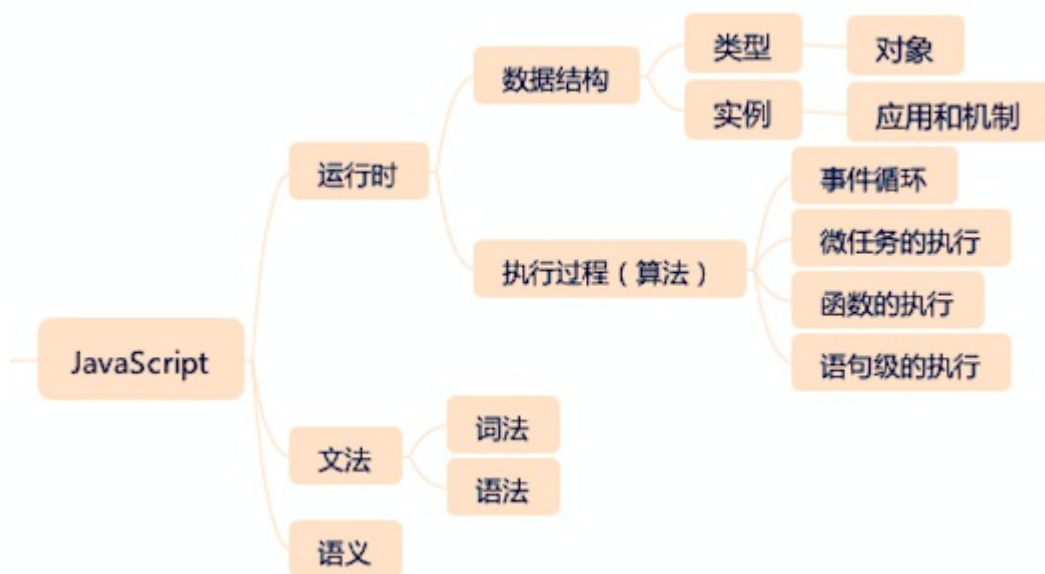 类型
对象
数据结构
实例
应用和机制
运行时
事件循环
微任务的执行
执行过程（算法）
函数的执行
语句级的执行
JavaScript
词法
文法
语法
语义